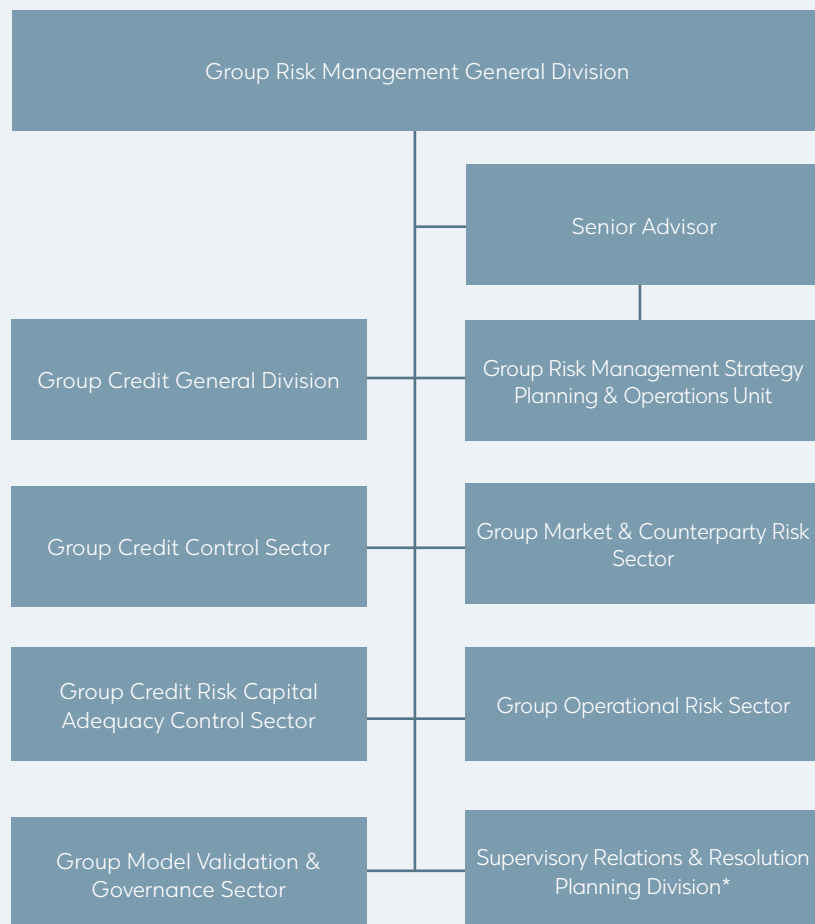 Group Risk Management General Division
Senior Advisor
Group Credit General Division
Group Risk Management Strategy
Planning & Operations Unit
Group Credit Control Sector
Group Market & Counterparty Risk
Sector
Group Credit Risk Capital
Adequacy Control Sector
Group Operational Risk Sector
Group Model Validation &
Governance Sector
Supervisory Relations & Resolution
Planning Division*